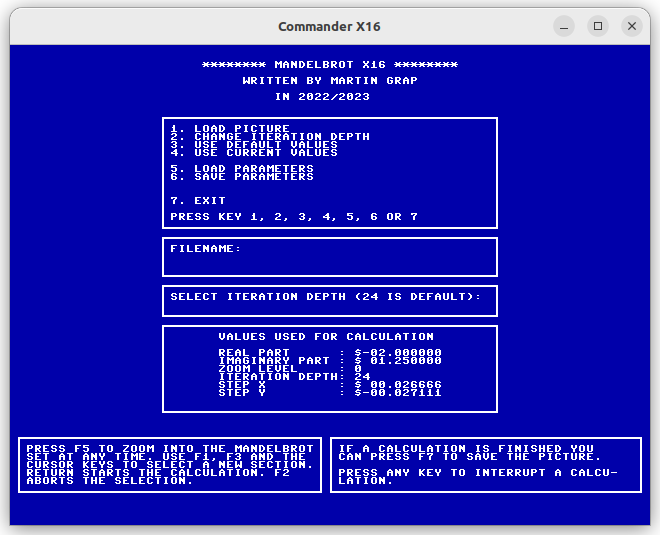 Commander X16
******** MANDELBROT X16 ********
WRITTEN BY MARTIN GRAP
IN 2022/2023
1. LOAD PICTURE
2. CHANGE ITERATION DEPTH
3. USE DEFAULT VALUES
4. USE CURRENT VALUES
5. LOAD PARAMETERS
6. SAVE PARAMETERS
7. EXIT
PRESS KEY 1, 2, 3, 4, 5, 6 OR 7
FILENAME:
SELECT ITERATION DEPTH (24 IS DEFAULT):
VALUES USED FOR CALCULATION
REAL PART : $-02.000000
IMAGINARY PART : $ 01.250000
ZOOM LEVEL : 0
ITERATION DEPTH: 24
STEP X : $ 00.026666
STEP Y : $-00.027111
PRESS F5 TO ZOOM INTO THE MANDELBROT
SET AT ANY TIME. USE F1, F3 AND THE
CURSOR KEYS TO SELECT A NEW SECTION.
RETURN STARTS THE CALCULATION. F2
ABORTS THE SELECTION.
IF A CALCULATION IS FINISHED YOU
CAN PRESS F7 TO SAVE THE PICTURE.
PRESS ANY KEY TO INTERRUPT A CALCU-
LATION.